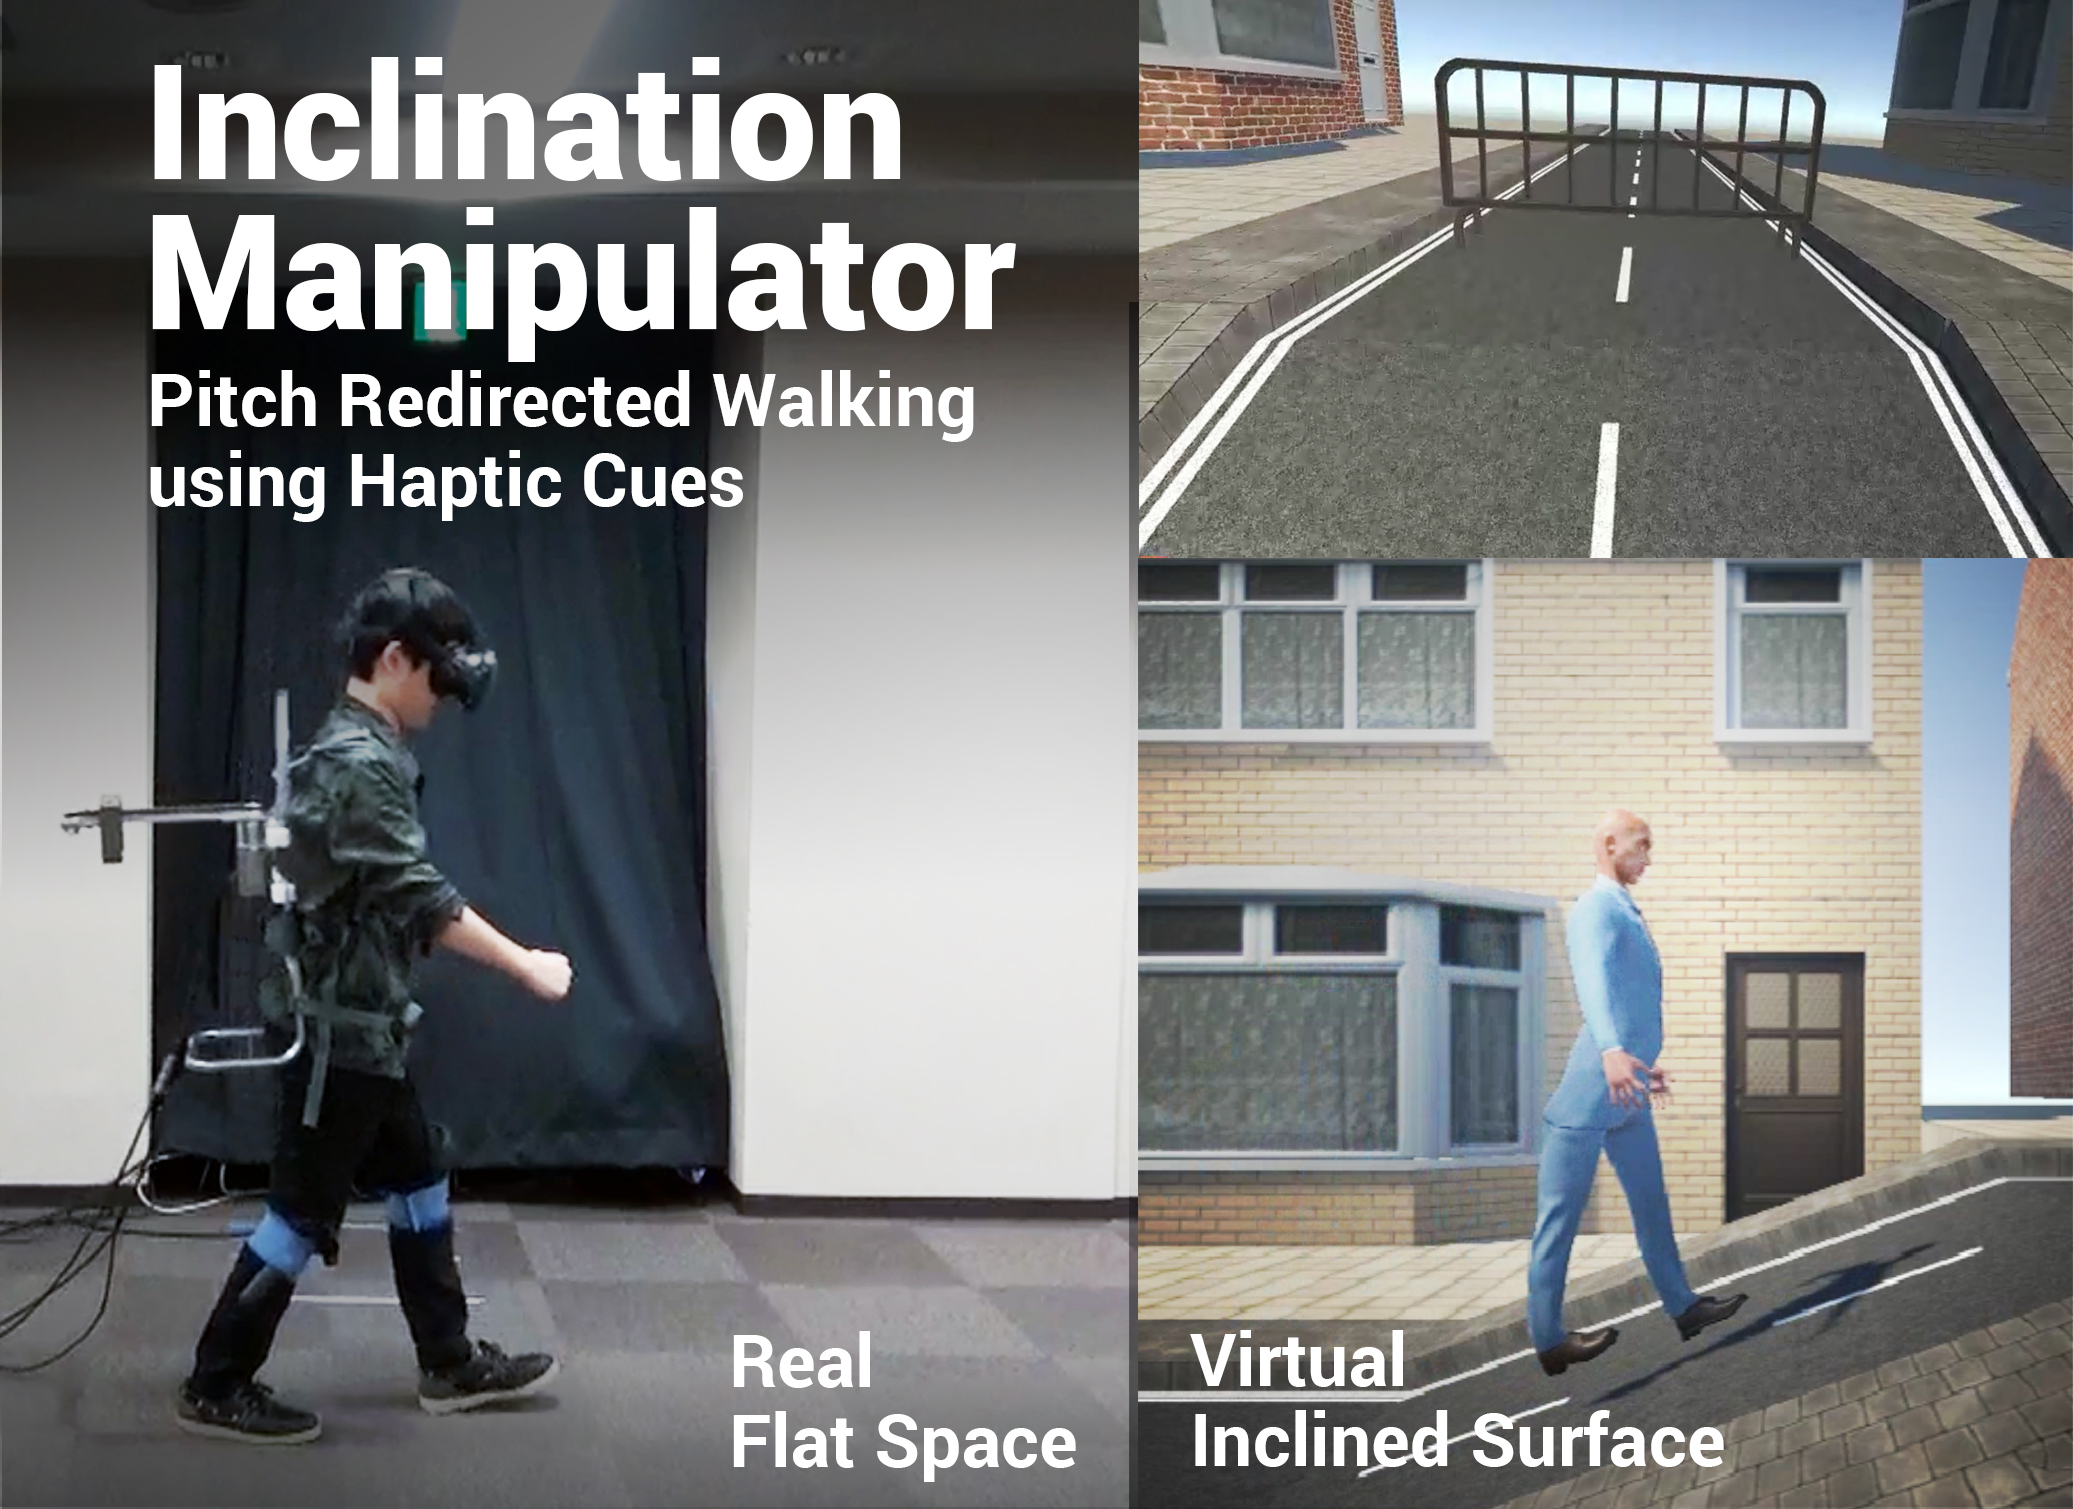 Inclination
Manipulator
Pitch Redirected Walking
using Haptic Cues
Real
Flat Space
Virtual
Inclined Surface